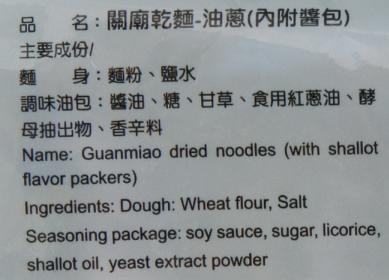 品　　名：關廟乾麵-油蔥(內附醬包)
主要成份/
麵　　身：麵粉、鹽水
調味油包：醬油、糖、甘草、食用紅蔥油、酵
母抽出物、香辛料
Name: Guanmiao dried noodles (with shallot
flavor packers)
Ingredients: Dough: Wheat flour, Salt
Seasoning package: soy sauce, sugar, licorice,
shallot oil, yeast extract powder